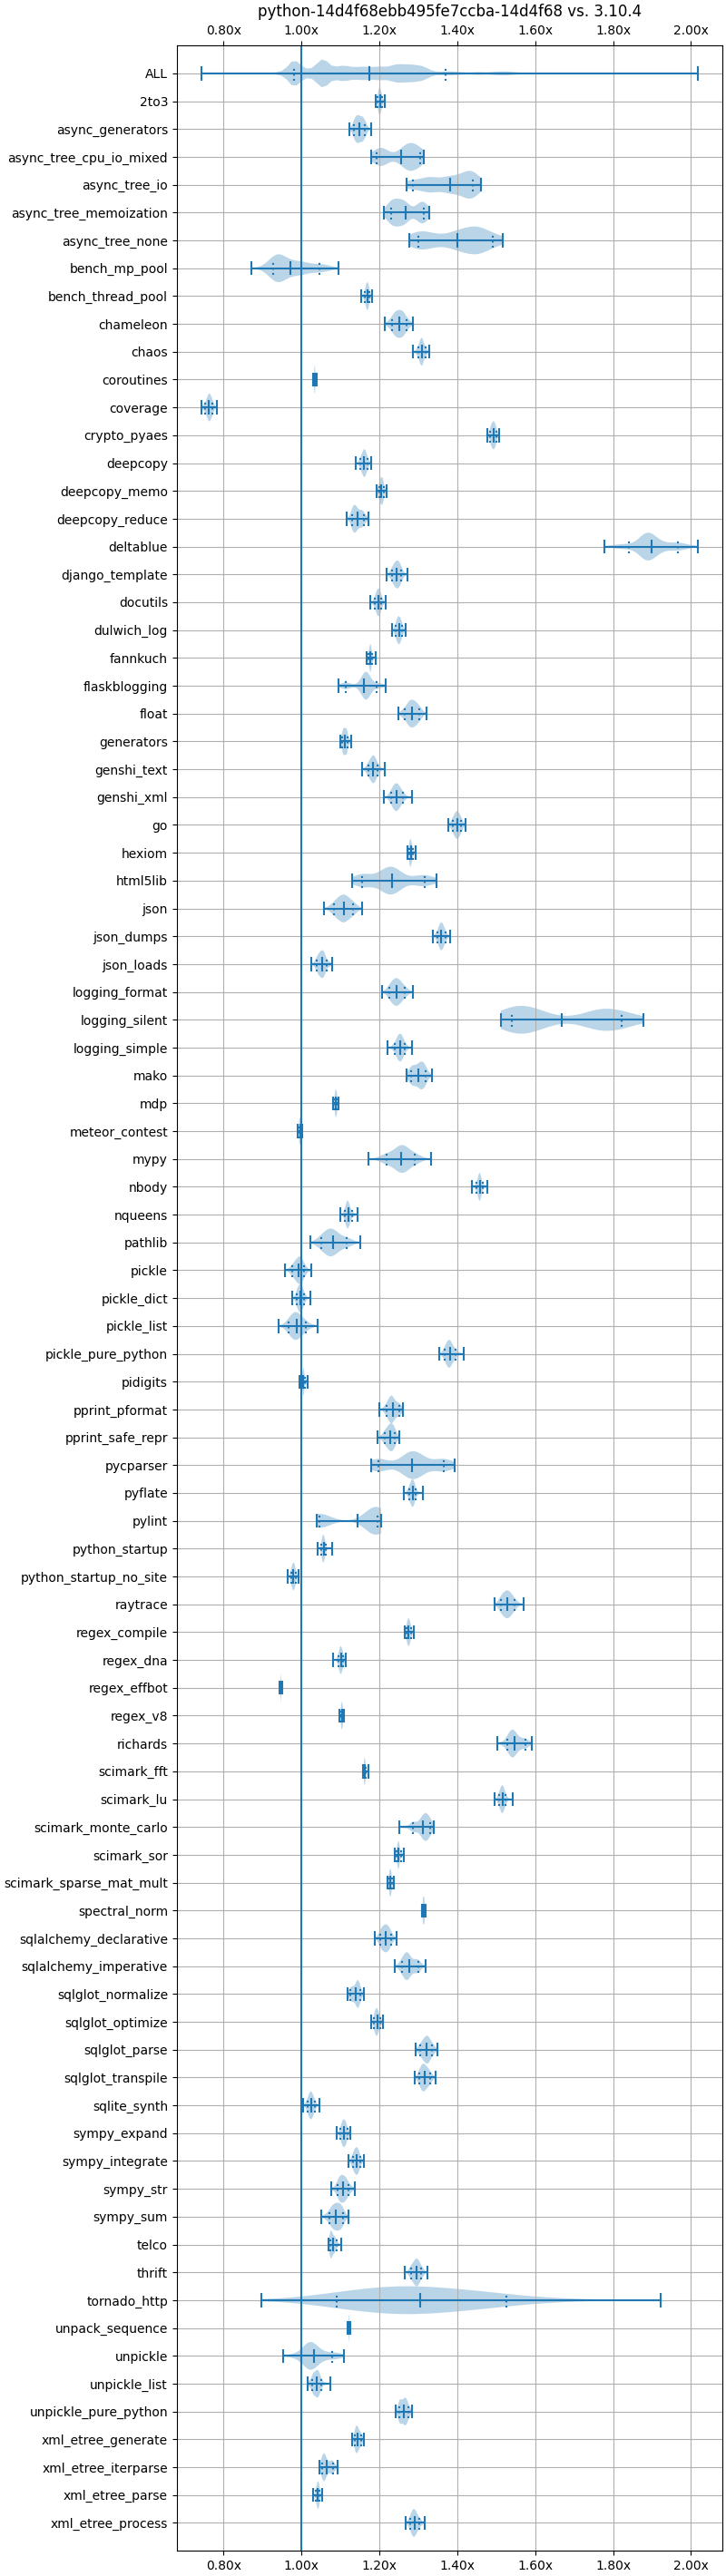 python-14d4f68ebb495fe7ccba-14d4f68 vs. 3.10.4
0.80x 1.00x 1.20x 1.40x 1.60x 1.80x 2.00x
ALL
2to3
async_generators
async_tree_cpu_io_mixed
async_tree_io
async_tree_memoization
async_tree_none
bench_mp_pool
bench_thread_pool
chameleon
chaos
coroutines
coverage
crypto_pyaes
deepcopy
deepcopy_memo
deepcopy_reduce
deltablue
django_template
docutils
dulwich_log
fannkuch
flaskblogging
float
generators
genshi_text
genshi_xml
go
hexiom
html5lib
json
json_dumps
json_loads
logging_format
logging_silent
logging_simple
mako
mdp
meteor_contest
mypy
nbody
nqueens
pathlib
pickle
pickle_dict
pickle_list
pickle_pure_python
pidigits
pprint_pformat
pprint_safe_repr
pycparser
pyflate
pylint
python_startup
python_startup_no_site
raytrace
regex_compile
regex_dna
regex_effbot
regex_v8
richards
scimark_fft
scimark_lu
scimark_monte_carlo
scimark_sor
scimark_sparse_mat_mult
spectral_norm
sqlalchemy_declarative
sqlalchemy_imperative
sqlglot_normalize
sqlglot_optimize
sqlglot_parse
sqlglot_transpile
sqlite_synth
sympy_expand
sympy_integrate
sympy_str
sympy_sum
telco
thrift
tornado_http
unpack_sequence
unpickle
unpickle_list
unpickle_pure_python
xml_etree_generate
xml_etree_iterparse
xml_etree_parse
xml_etree_process
0.80x 1.00x 1.20x 1.40x 1.60x 1.80x 2.00x